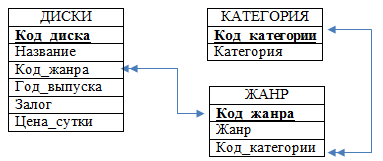 ДИСКИ
Код_диска
Название
Код_жанра
Год_выпуска
Залог
Цена_сутки
КАТЕГОРИЯ
Код_категории
Категория
ЖАНР
Код_жанра
Жанр
Код_категории